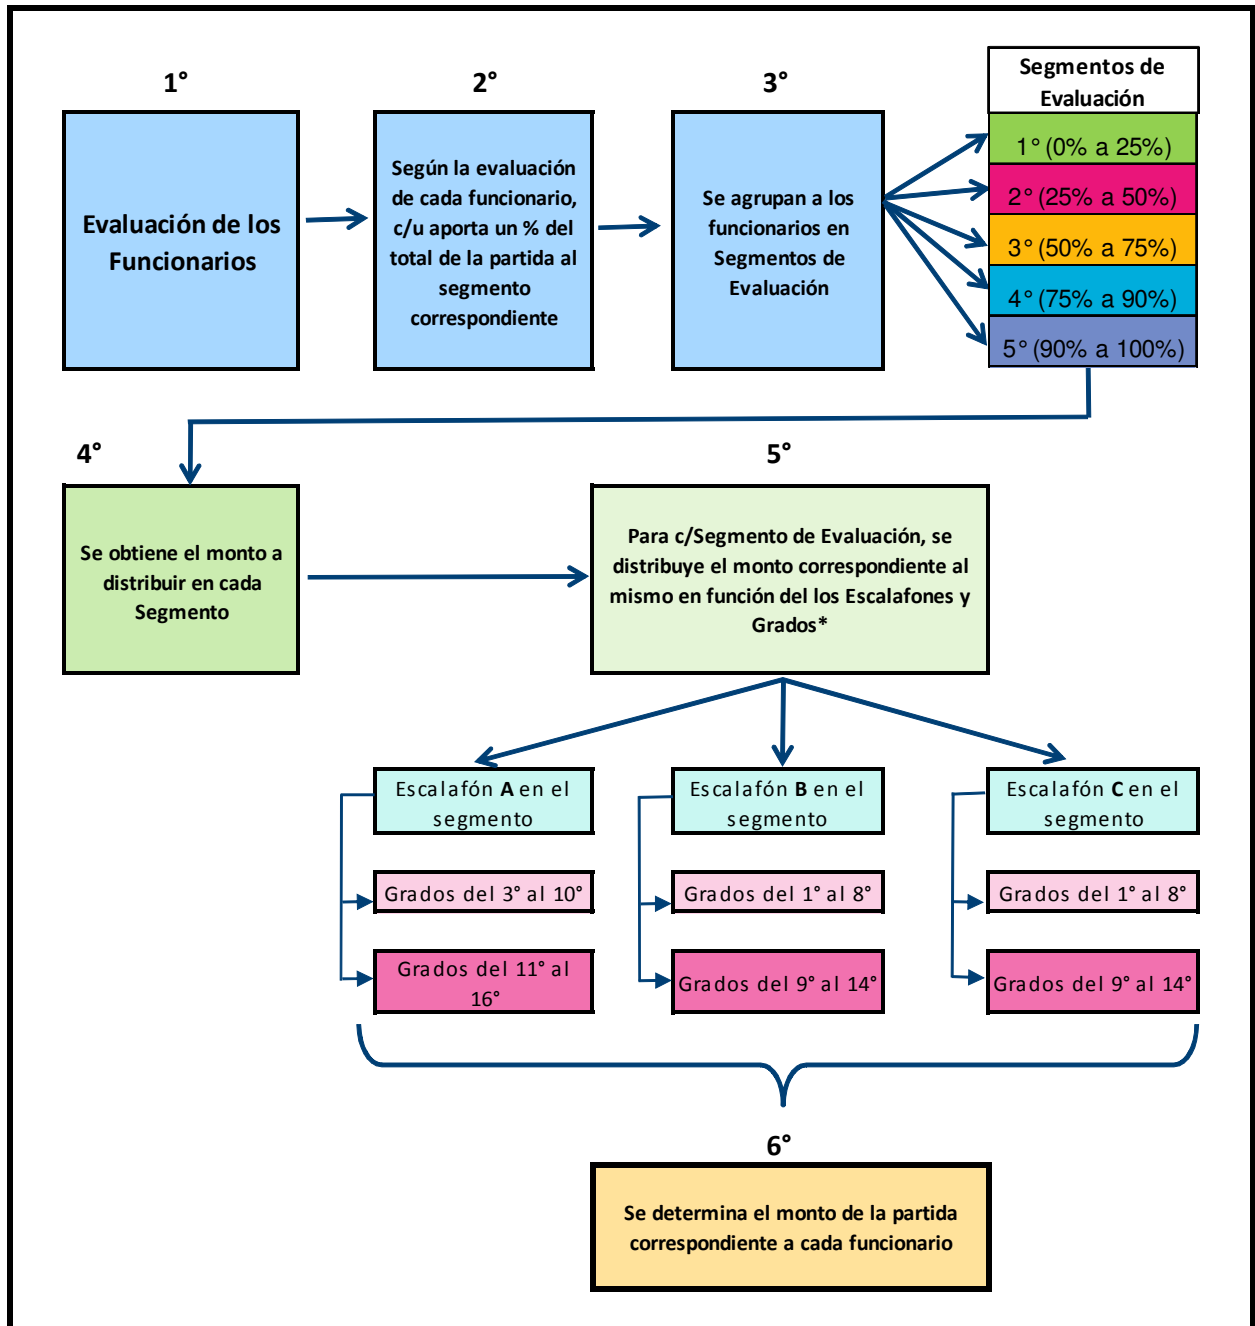 1°
2°
3°
Segmentos de
Evaluación
Evaluación de los
Funcionarios
Según la evaluación
de cada funcionario,
c/u aporta un % del
total de la partida al
segmento
correspondiente
Se agrupan a los
funcionarios en
Segmentos de
Evaluación
1° (0% a 25%)
2° (25% a 50%)
3° (50% a 75%)
4° (75% a 90%)
5° (90% a 100%)
4°
5°
Se obtiene el monto a
distribuir en cada
Segmento
Para c/Segmento de Evaluación, se
distribuye el monto correspondiente al
mismo en función del los Escalafones y
Grados*
Escalafón A en el
segmento
Escalafón B en el
segmento
Escalafón C en el
segmento
Grados del 3° al 10°
Grados del 1° al 8°
Grados del 1° al 8°
Grados del 11° al
16°
Grados del 9° al 14°
Grados del 9° al 14°
6°
Se determina el monto de la partida
correspondiente a cada funcionario